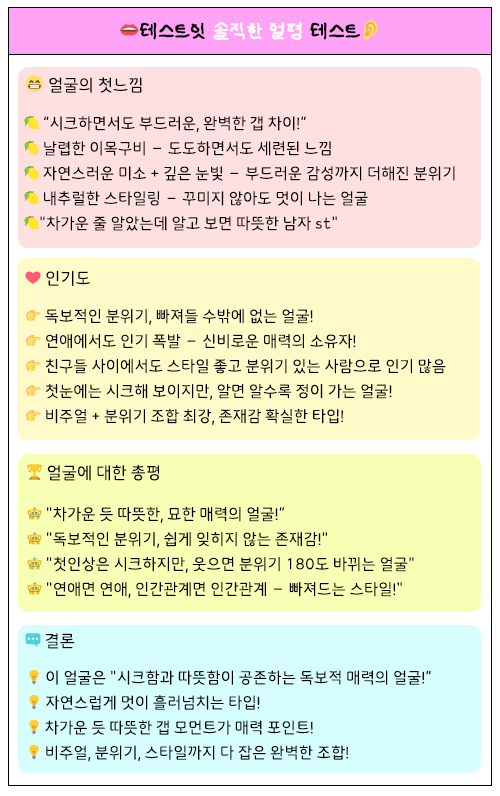 테스트잇 솔직한 얼평 테스트
얼굴의 첫느낌
“시크하면서도 부드러운, 완벽한 갭 차이!”
날렵한 이목구비 – 도도하면서도 세련된 느낌
자연스러운 미소 + 깊은 눈빛 – 부드러운 감성까지 더해진 분위기
내추럴한 스타일링 – 꾸미지 않아도 멋이 나는 얼굴
"차가운 줄 알았는데 알고 보면 따뜻한 남자 st"
인기도
독보적인 분위기, 빠져들 수밖에 없는 얼굴!
연애에서도 인기 폭발 – 신비로운 매력의 소유자!
친구들 사이에서도 스타일 좋고 분위기 있는 사람으로 인기 많음
첫눈에는 시크해 보이지만, 알면 알수록 정이 가는 얼굴!
비주얼 + 분위기 조합 최강, 존재감 확실한 타입!
얼굴에 대한 총평
"차가운 듯 따뜻한, 묘한 매력의 얼굴!”
"독보적인 분위기, 쉽게 잊히지 않는 존재감!"
"첫인상은 시크하지만, 웃으면 분위기 180도 바뀌는 얼굴"
"연애면 연애, 인간관계면 인간관계 – 빠져드는 스타일!"
결론
이 얼굴은 "시크함과 따뜻함이 공존하는 독보적 매력의 얼굴!”
자연스럽게 멋이 흘러넘치는 타입!
차가운 듯 따뜻한 갭 모먼트가 매력 포인트!
비주얼, 분위기, 스타일까지 다 잡은 완벽한 조합!